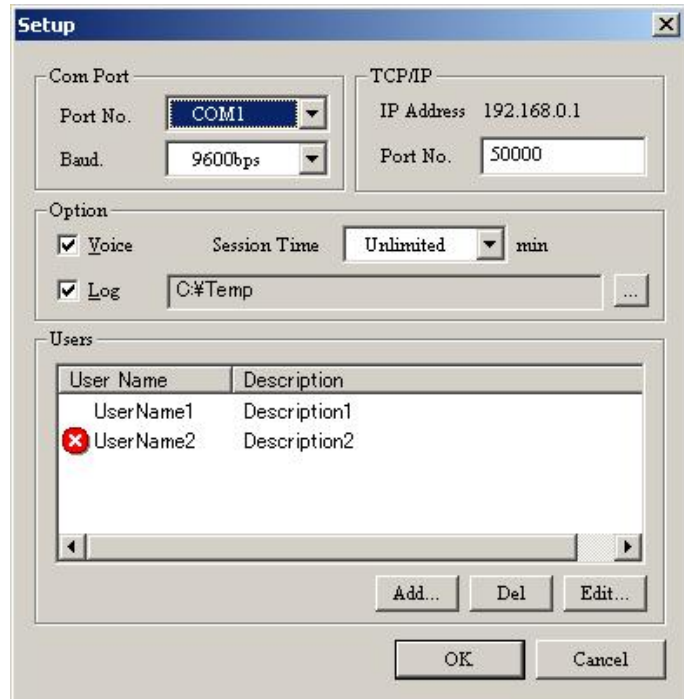 Setup
Com Port
Port No. COM1
Baud. 9600bps
TCP/IP
IP Address 192.168.0.1
Port No. 50000
Option
Voice Session Time Unlimited min
Log C:¥Temp ...
Users
User Name Description
UserName1 Description1
UserName2 Description2
Add... Del Edit...
OK Cancel